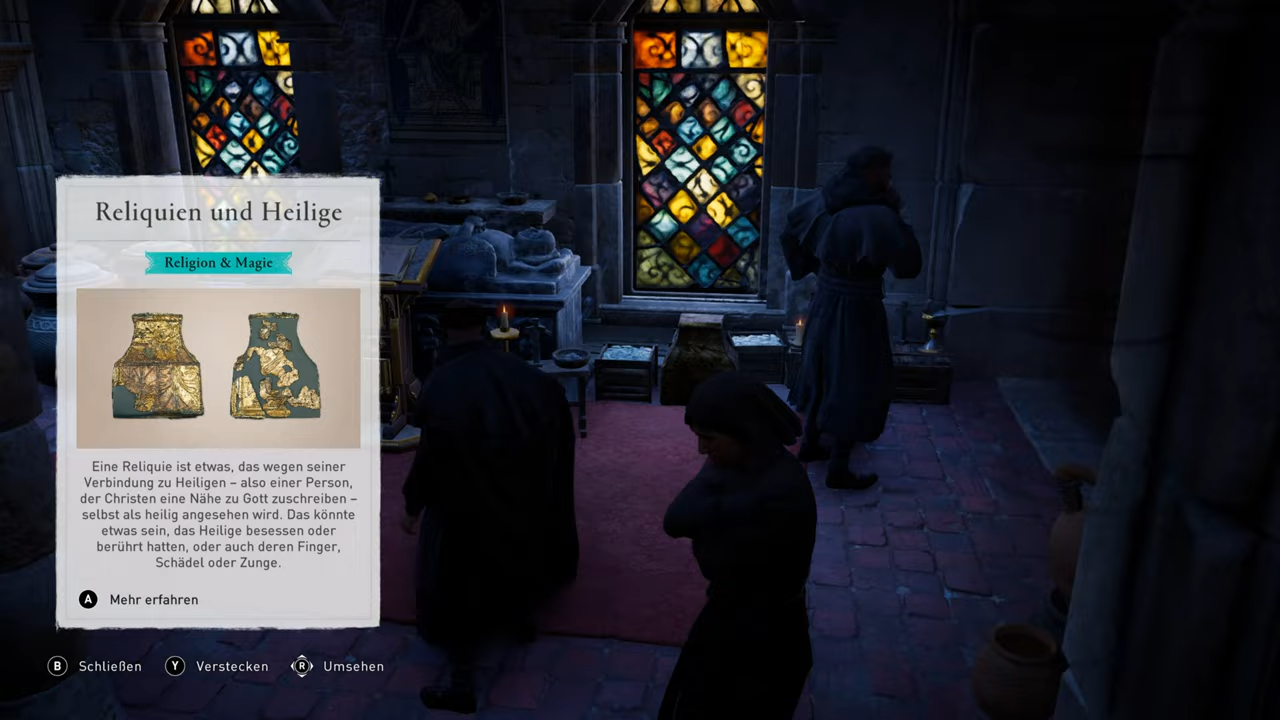 Reliquien und Heilige
Religion & Magie
Eine Reliquie ist etwas, das wegen seiner
Verbindung zu Heiligen – also einer Person,
der Christen eine Nähe zu Gott zuschreiben –
selbst als heilig angesehen wird. Das könnte
etwas sein, das Heilige besessen oder
berührt hatten, oder auch deren Finger,
Schädel oder Zunge.
A Mehr erfahren
B Schließen Y Verstecken R Umsehen